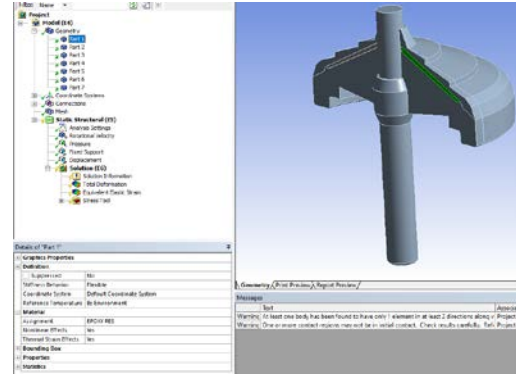 Filter: Name
Project
Model (E4)
Geometry
Part 1
Part 2
Part 3
Part 4
Part 5
Part 6
Part 7
Coordinate Systems
Connections
Mesh
Static Structural (E5)
Analysis Settings
Rotational Velocity
Pressure
Fixed Support
Displacement
Solution (E6)
Solution Information
Total Deformation
Equivalent Elastic Strain
Stress Tool
Details of "Part 1"
Graphics Properties
Definition
Suppressed No
Stiffness Behavior Flexible
Coordinate System Default Coordinate System
Reference Temperature By Environment
Material
Assignment
Nonlinear Effects Yes
Thermal Strain Effects Yes
Bounding Box
Properties
Statistics
Geometry Print Preview Report Preview
Messages
Text
Warning At least one body has been found to have only 1 element in at least 2 directions along
Project
Warning One or more contact regions may not be in initial contact. Check results carefully.
Project